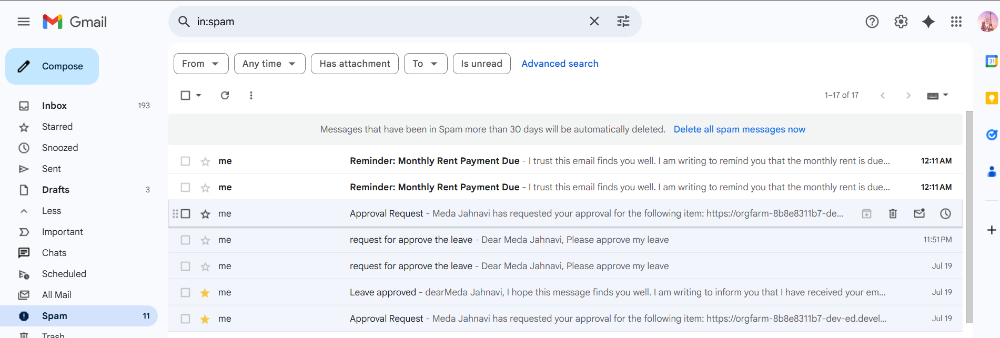 Gmail
in:spam
Compose
From
Any time
Has attachment
To
Is unread
Advanced search
1–17 of 17
Inbox 193
Starred
Snoozed
Sent
Drafts 3
Less
Important
Chats
Scheduled
All Mail
Spam 11
Trash
Messages that have been in Spam more than 30 days will be automatically deleted. Delete all spam messages now
me Reminder: Monthly Rent Payment Due - I trust this email finds you well. I am writing to remind you that the monthly rent is due... 12:11 AM
me Reminder: Monthly Rent Payment Due - I trust this email finds you well. I am writing to remind you that the monthly rent is due... 12:11 AM
me Approval Request - Meda Jahnavi has requested your approval for the following item: https://orgfarm-8b8e8311b7-de...
me request for approve the leave - Dear Meda Jahnavi, Please approve my leave 11:51 PM
me request for approve the leave - Dear Meda Jahnavi, Please approve my leave Jul 19
me Leave approved - dearMeda Jahnavi, I hope this message finds you well. I am writing to inform you that I have received your em... Jul 19
me Approval Request - Meda Jahnavi has requested your approval for the following item: https://orgfarm-8b8e8311b7-dev-ed.devel... Jul 19
31